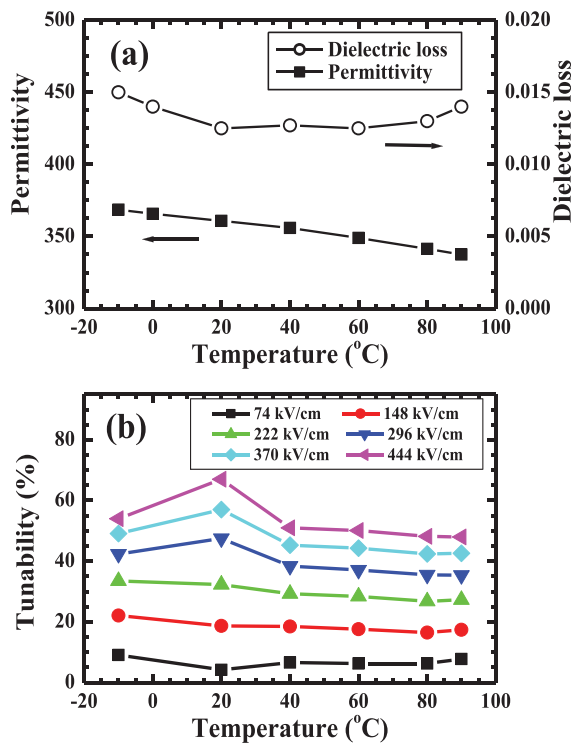 500
0.020
(a)
Dielectric loss
Permittivity
450
0.015
400
0.010
350
0.005
300
0.000
-20 0 20 40 60 80 100
Permittivity
Dielectric loss
Temperature (°C)
(b)
74 kV/cm 148 kV/cm
222 kV/cm 296 kV/cm
370 kV/cm 444 kV/cm
80
60
40
20
0
-20 0 20 40 60 80 100
Tunability (%)
Temperature (°C)